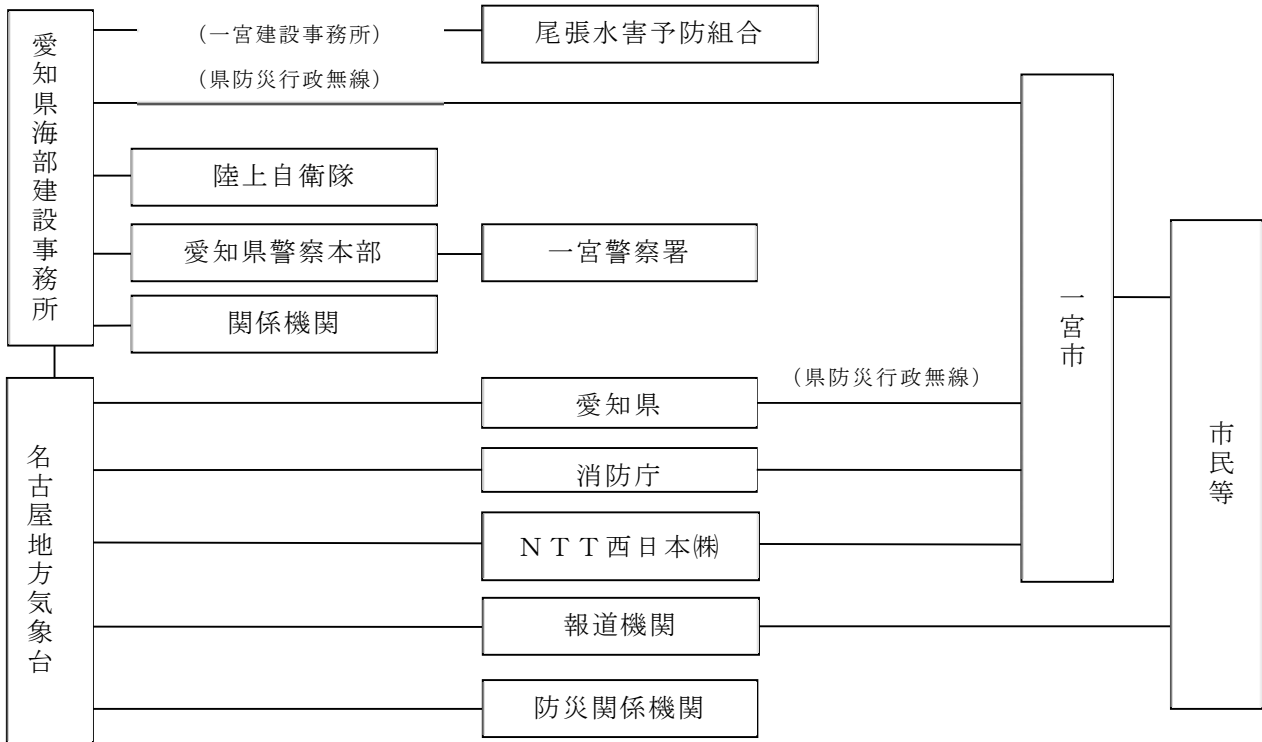 愛知県海部建設事務所
（一宮建設事務所）
尾張水害予防組合
（県防災行政無線）
陸上自衛隊
愛知県警察本部
一宮警察署
関係機関
一宮市
市民等
名古屋地方気象台
愛知県
（県防災行政無線）
消防庁
ＮＴＴ西日本㈱
報道機関
防災関係機関